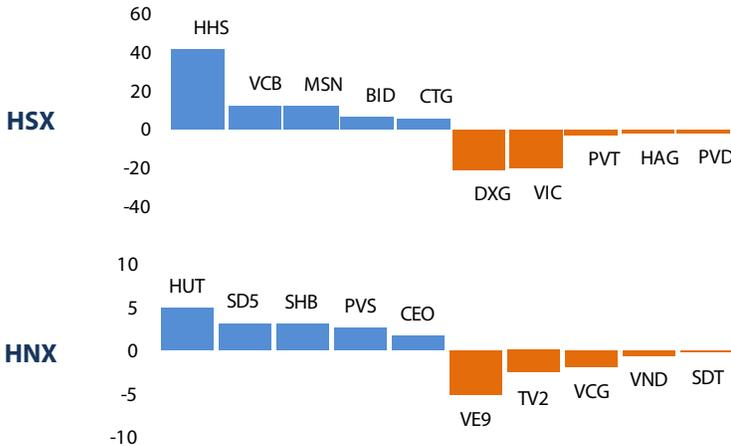 60
HHS
40
VCB MSN
20
BID CTG
HSX
0
PVT HAG PVD
-20
DXG VIC
-40
10
HUT
SD5 SHB PVS
5
CEO
HNX
0
VND SDT
-5
TV2 VCG
VE9
-10